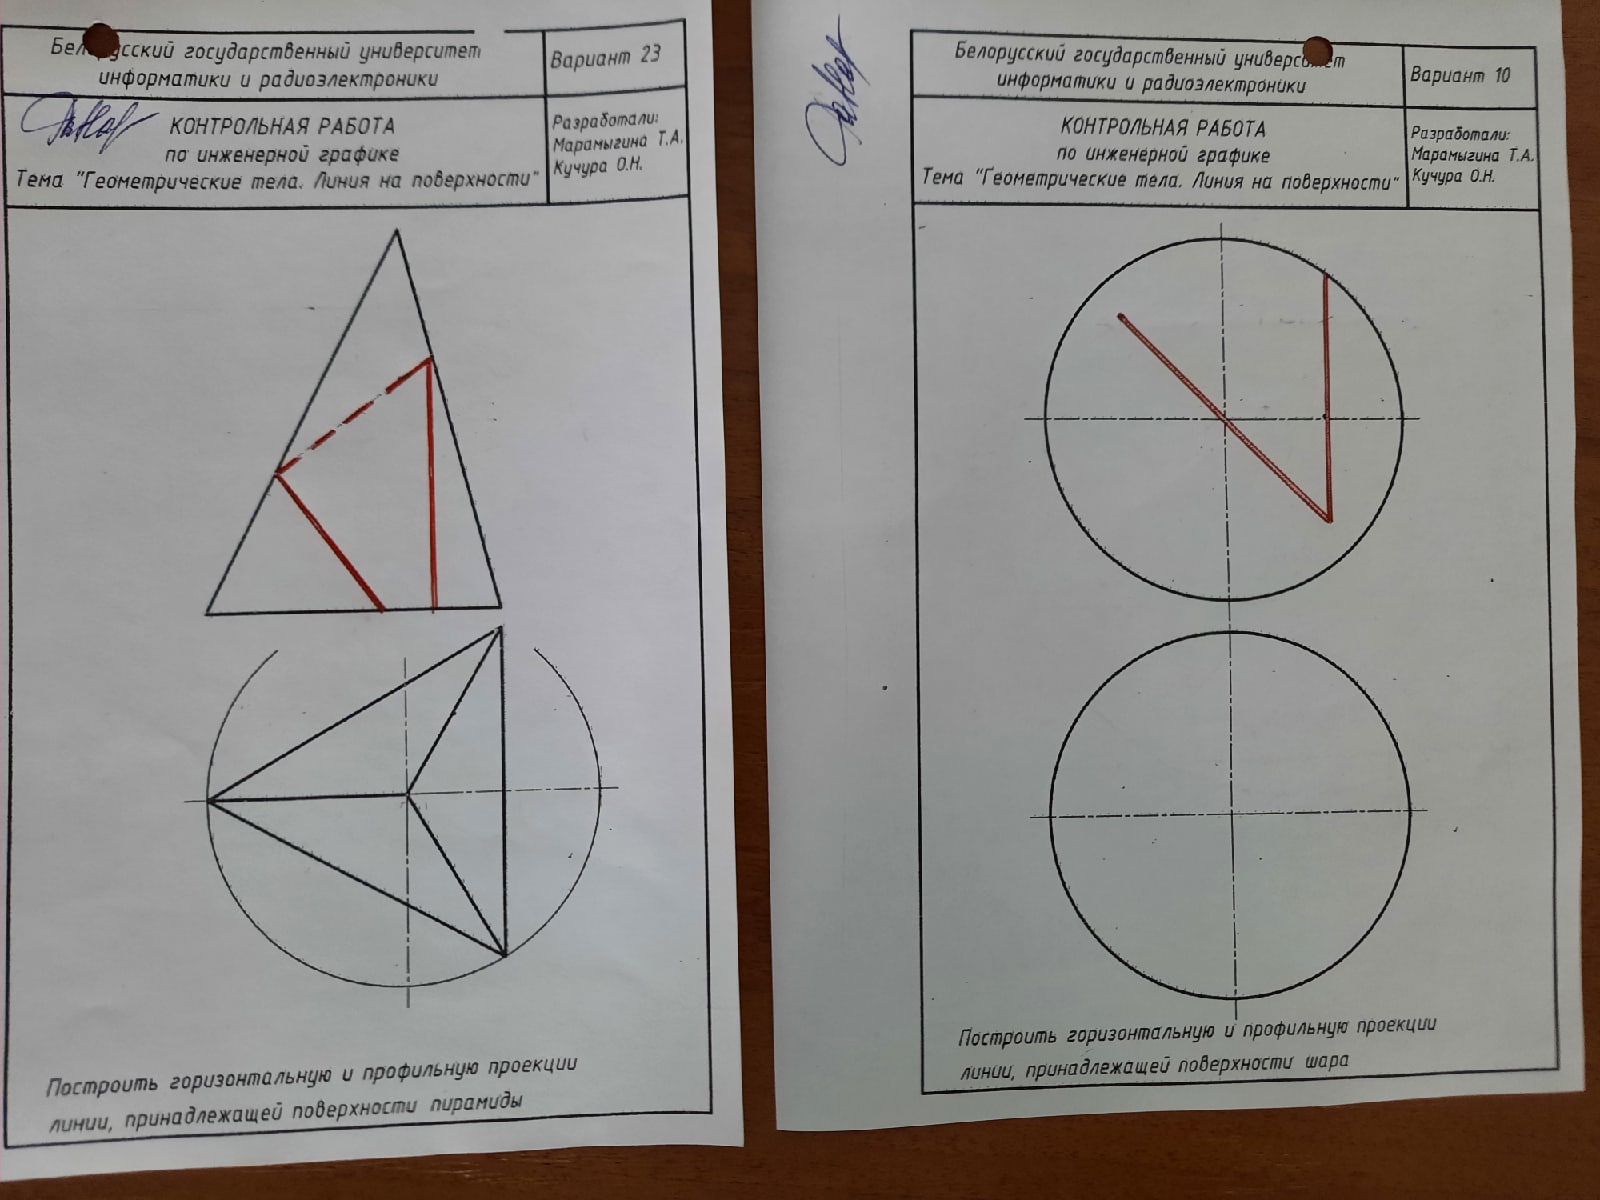 Белорусский государственный университет
информатики и радиоэлектроники
Вариант 23
КОНТРОЛЬНАЯ РАБОТА
по инженерной графике
Тема "Геометрические тела. Линия на поверхности"
Разработали:
Марамыгина Т.А.
Кучура О.Н.
Построить горизонтальную и профильную проекции
линии, принадлежащей поверхности пирамиды
Белорусский государственный университет
информатики и радиоэлектроники
Вариант 10
КОНТРОЛЬНАЯ РАБОТА
по инженерной графике
Тема "Геометрические тела. Линия на поверхности"
Разработали:
Марамыгина Т.А.
Кучура О.Н.
Построить горизонтальную и профильную проекции
линии, принадлежащей поверхности шара